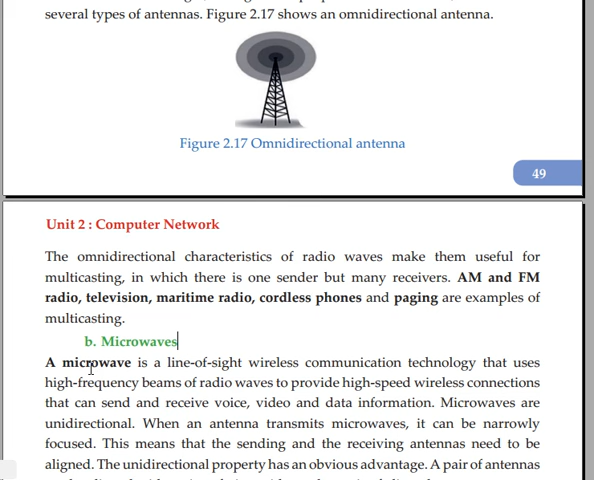 several types of antennas. Figure 2.17 shows an omnidirectional antenna.
Figure 2.17 Omnidirectional antenna
49
Unit 2 : Computer Network
The omnidirectional characteristics of radio waves make them useful for
multicasting, in which there is one sender but many receivers. AM and FM
radio, television, maritime radio, cordless phones and paging are examples of
multicasting.
b. Microwaves
A microwave is a line-of-sight wireless communication technology that uses
high-frequency beams of radio waves to provide high-speed wireless connections
that can send and receive voice, video and data information. Microwaves are
unidirectional. When an antenna transmits microwaves, it can be narrowly
focused. This means that the sending and the receiving antennas need to be
aligned. The unidirectional property has an obvious advantage. A pair of antennas